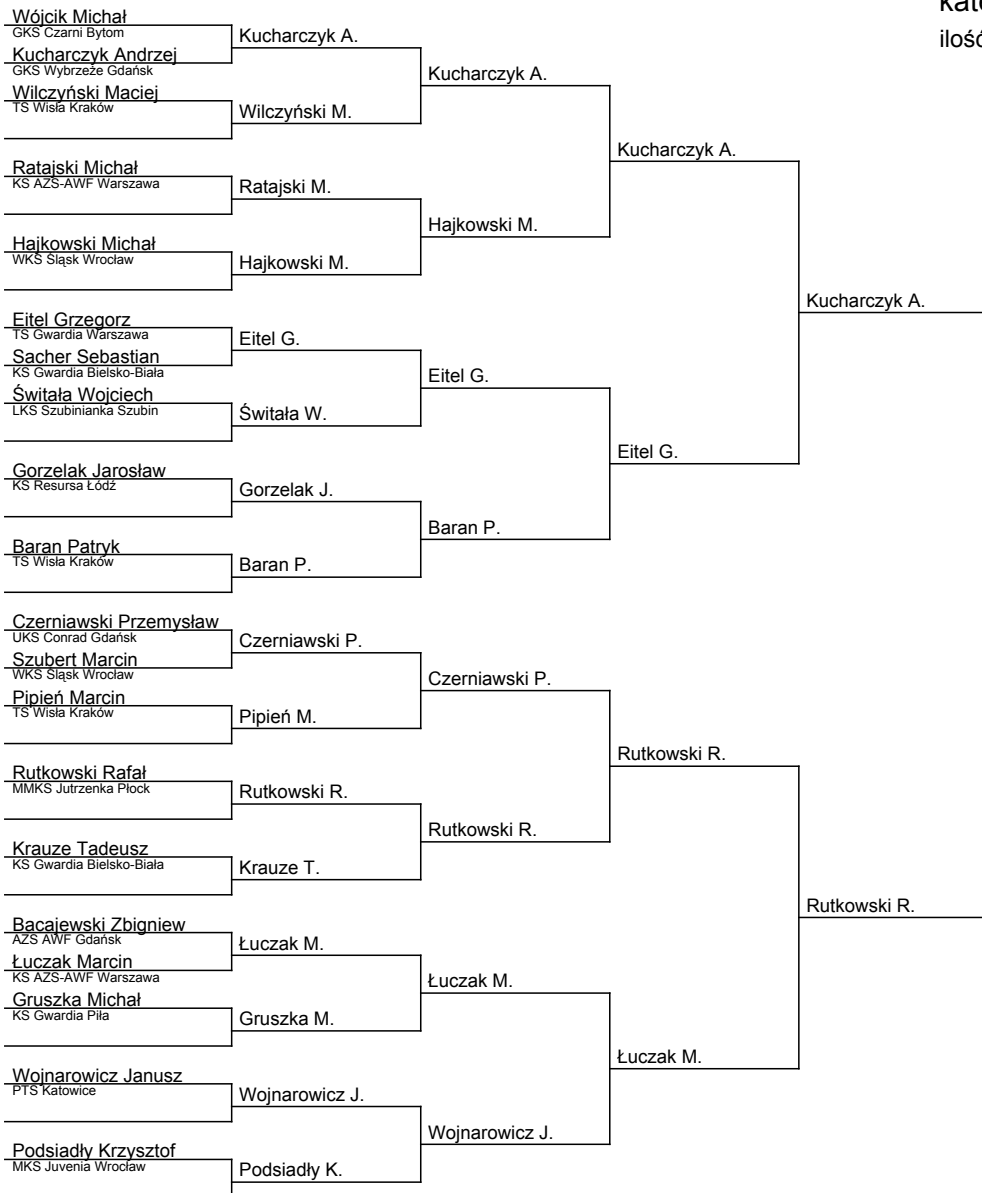 Wójcik Michał
GKS Czarni Bytom
Kucharczyk Andrzej
GKS Wybrzeże Gdańsk
Wilczyński Maciej
TS Wisła Kraków
Ratajski Michał
KS AZS-AWF Warszawa
Hajkowski Michał
WKS Śląsk Wrocław
Eitel Grzegorz
TS Gwardia Warszawa
Sacher Sebastian
KS Gwardia Bielsko-Biała
Świtała Wojciech
LKS Szubinianka Szubin
Gorzelak Jarosław
KS Resursa Łódź
Baran Patryk
TS Wisła Kraków
Czerniawski Przemysław
UKS Conrad Gdańsk
Szubert Marcin
WKS Śląsk Wrocław
Pipień Marcin
TS Wisła Kraków
Rutkowski Rafał
MMKS Jutrzenka Płock
Krauze Tadeusz
KS Gwardia Bielsko-Biała
Bacajewski Zbigniew
AZS AWF Gdańsk
Łuczak Marcin
KS AZS-AWF Warszawa
Gruszka Michał
KS Gwardia Piła
Wojnarowicz Janusz
PTS Katowice
Podsiadły Krzysztof
MKS Juvenia Wrocław
Kucharczyk A.
Wilczyński M.
Ratajski M.
Hajkowski M.
Eitel G.
Świtała W.
Gorzelak J.
Baran P.
Czerniawski P.
Pipień M.
Rutkowski R.
Krauze T.
Łuczak M.
Gruszka M.
Wojnarowicz J.
Podsiadły K.
Kucharczyk A.
Hajkowski M.
Eitel G.
Baran P.
Czerniawski P.
Rutkowski R.
Łuczak M.
Wojnarowicz J.
Kucharczyk A.
Eitel G.
Rutkowski R.
Łuczak M.
Kucharczyk A.
Rutkowski R.